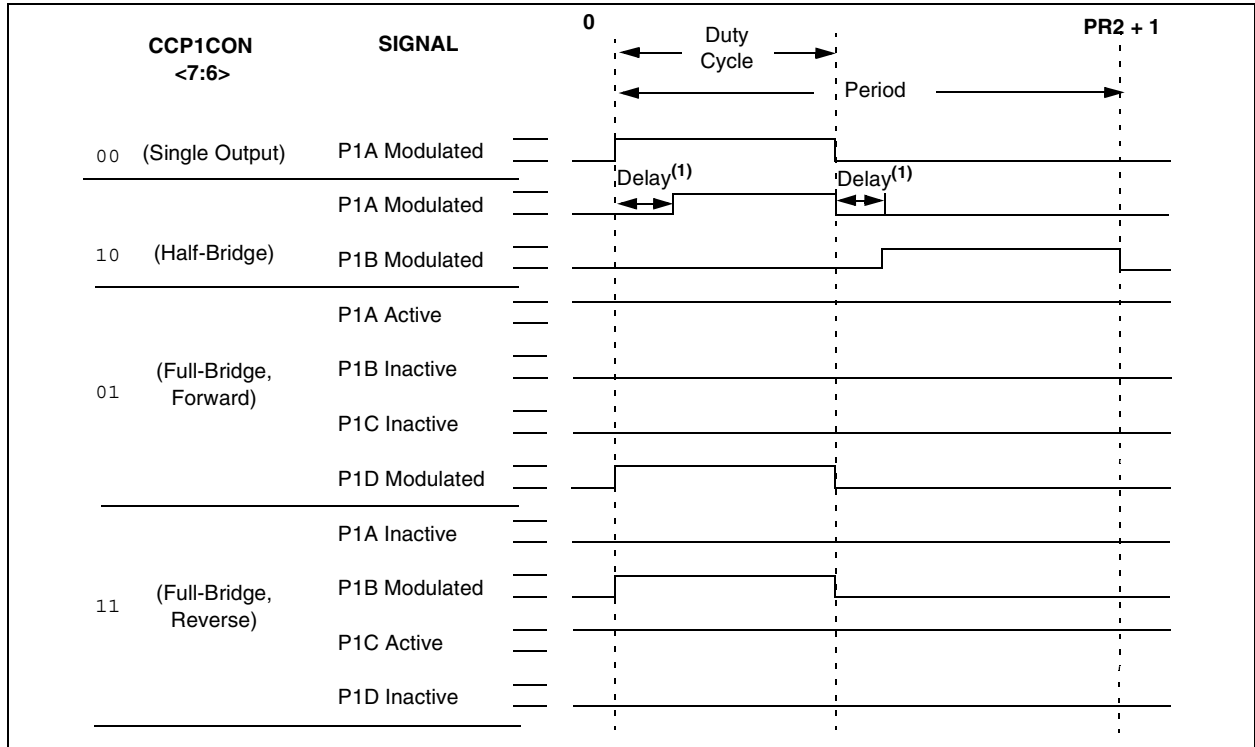 CCP1CON
<7:6>
SIGNAL
0
PR2 + 1
Duty
Cycle
Period
00 (Single Output) P1A Modulated
Delay(1) Delay(1)
P1A Modulated
10 (Half-Bridge) P1B Modulated
P1A Active
01 (Full-Bridge,
Forward)
P1B Inactive
P1C Inactive
P1D Modulated
P1A Inactive
11 (Full-Bridge,
Reverse)
P1B Modulated
P1C Active
P1D Inactive